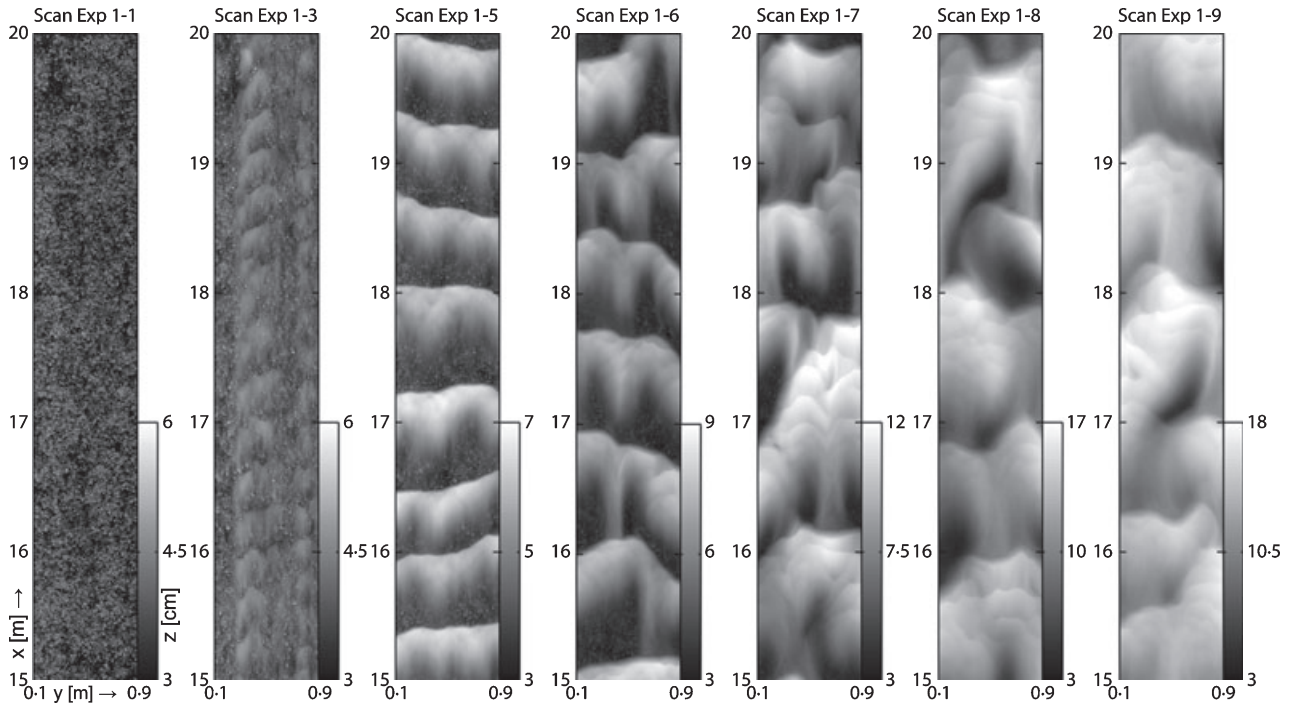 Scan Exp 1-1 Scan Exp 1-3 Scan Exp 1-5 Scan Exp 1-6 Scan Exp 1-7 Scan Exp 1-8 Scan Exp 1-9
20 20 20 20 20 20 20
19 19 19 19 19 19 19
18 18 18 18 18 18 18
17 6 17 6 17 7 17 9 17 12 17 17 17 18
16 4·5 16 4·5 16 5 16 6 16 7·5 16 10 16 10·5
x [m] → z [cm]
15 3 15 3 15 3 15 3 15 3 15 3 15 3
0·1 y [m] → 0·9 0·1 0·9 0·1 0·9 0·1 0·9 0·1 0·9 0·1 0·9 0·1 0·9